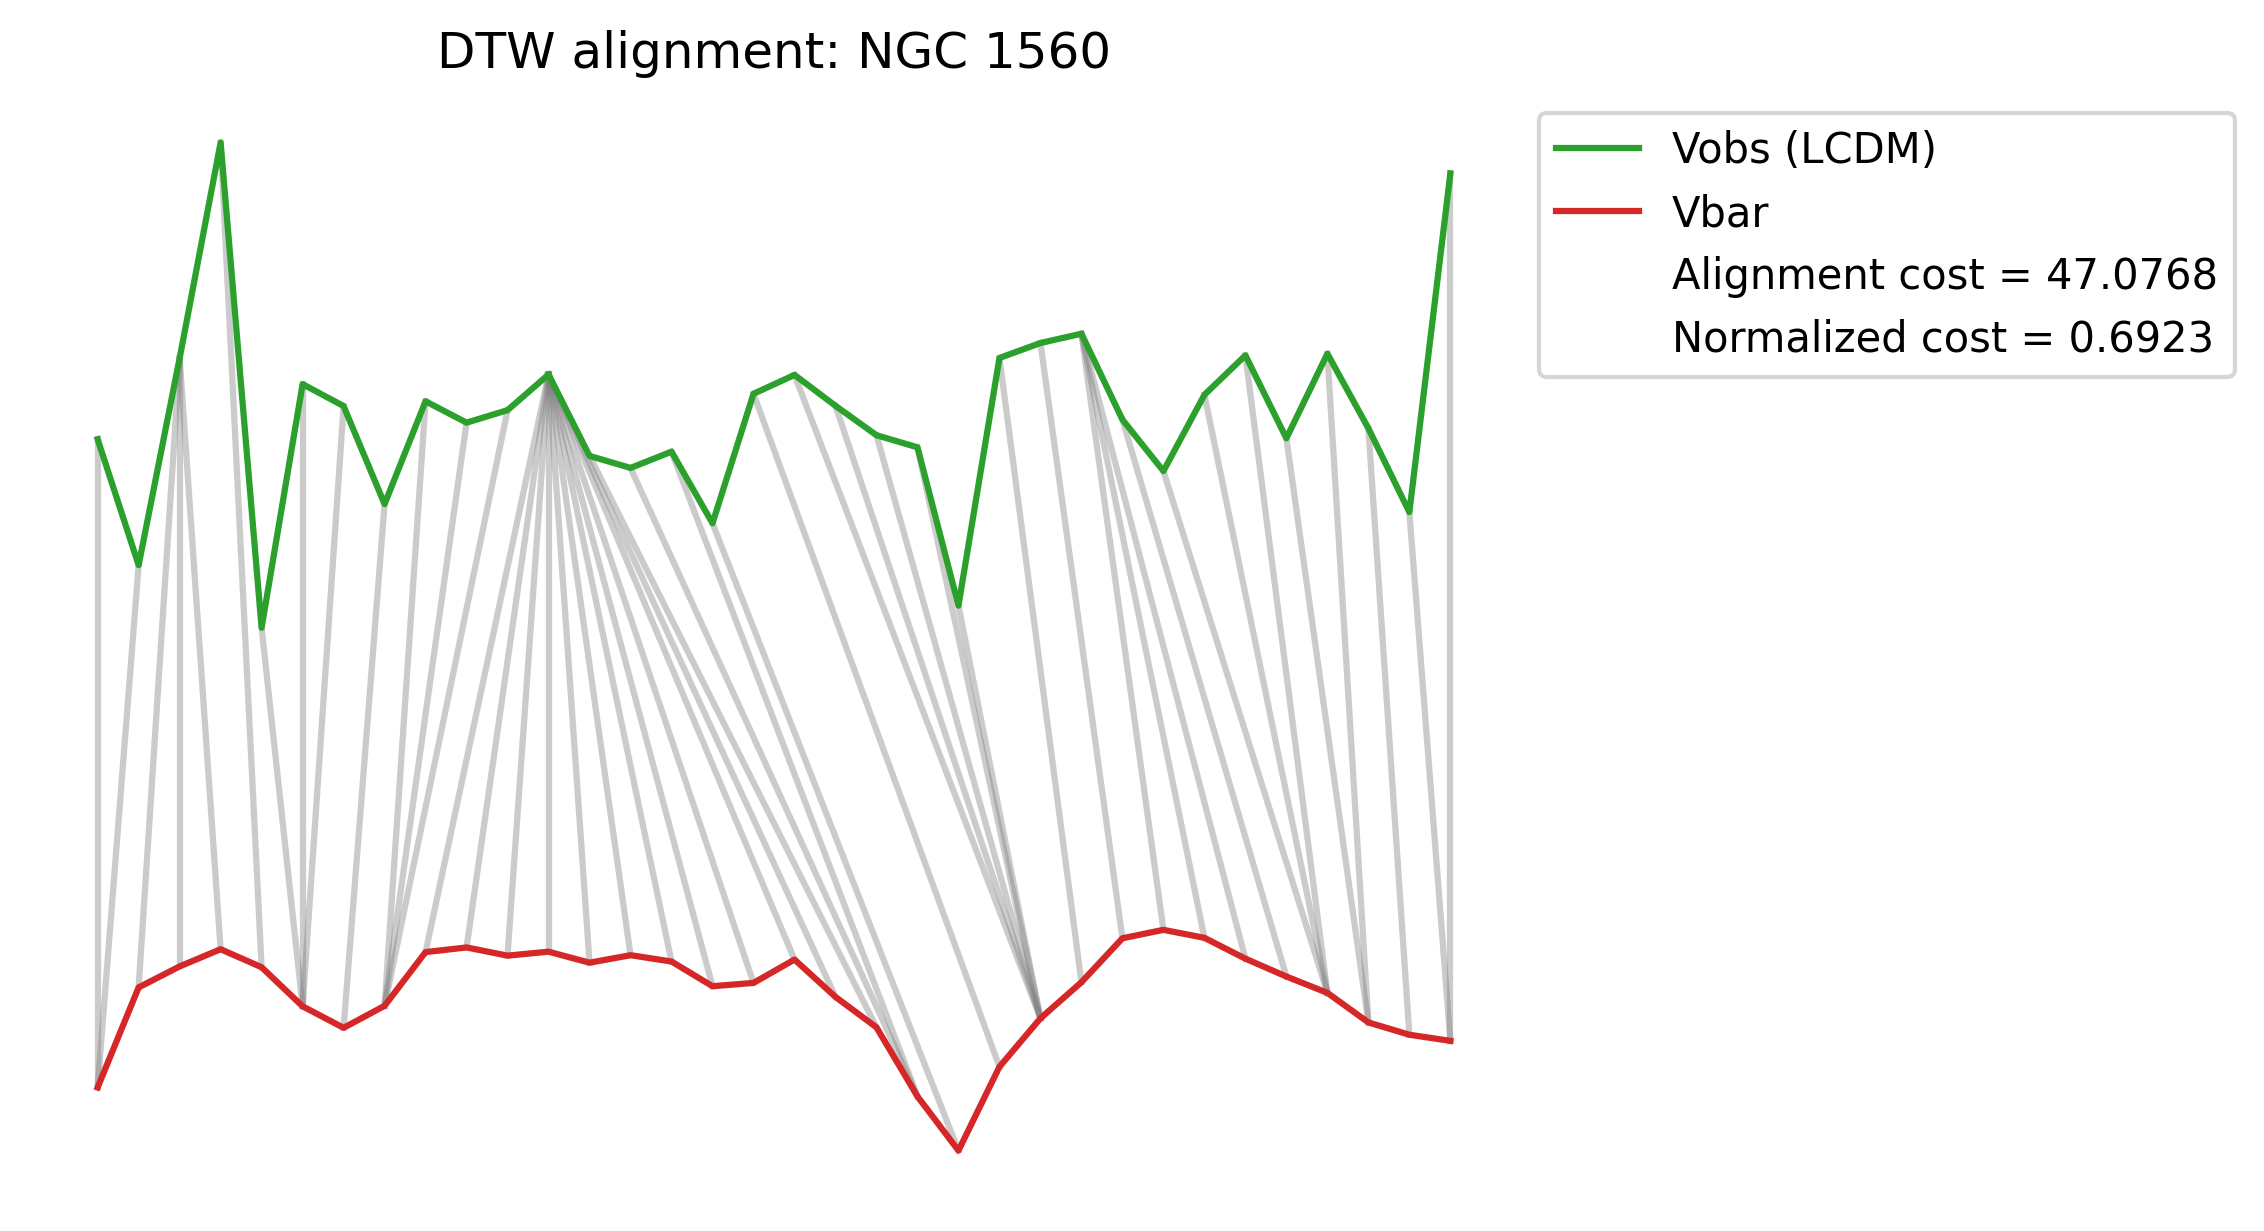 DTW alignment: NGC 1560
Vobs (LCDM)
Vbar
Alignment cost = 47.0768
Normalized cost = 0.6923